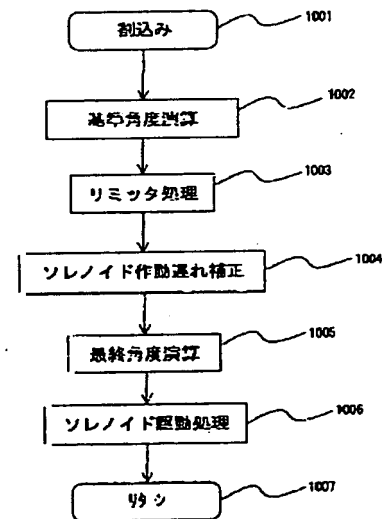 割込み
1001
基準角度演算
1002
リミッタ処理
1003
ソレノイド作動遅れ補正
1004
最終角度演算
1005
ソレノイド駆動処理
1006
リタン
1007